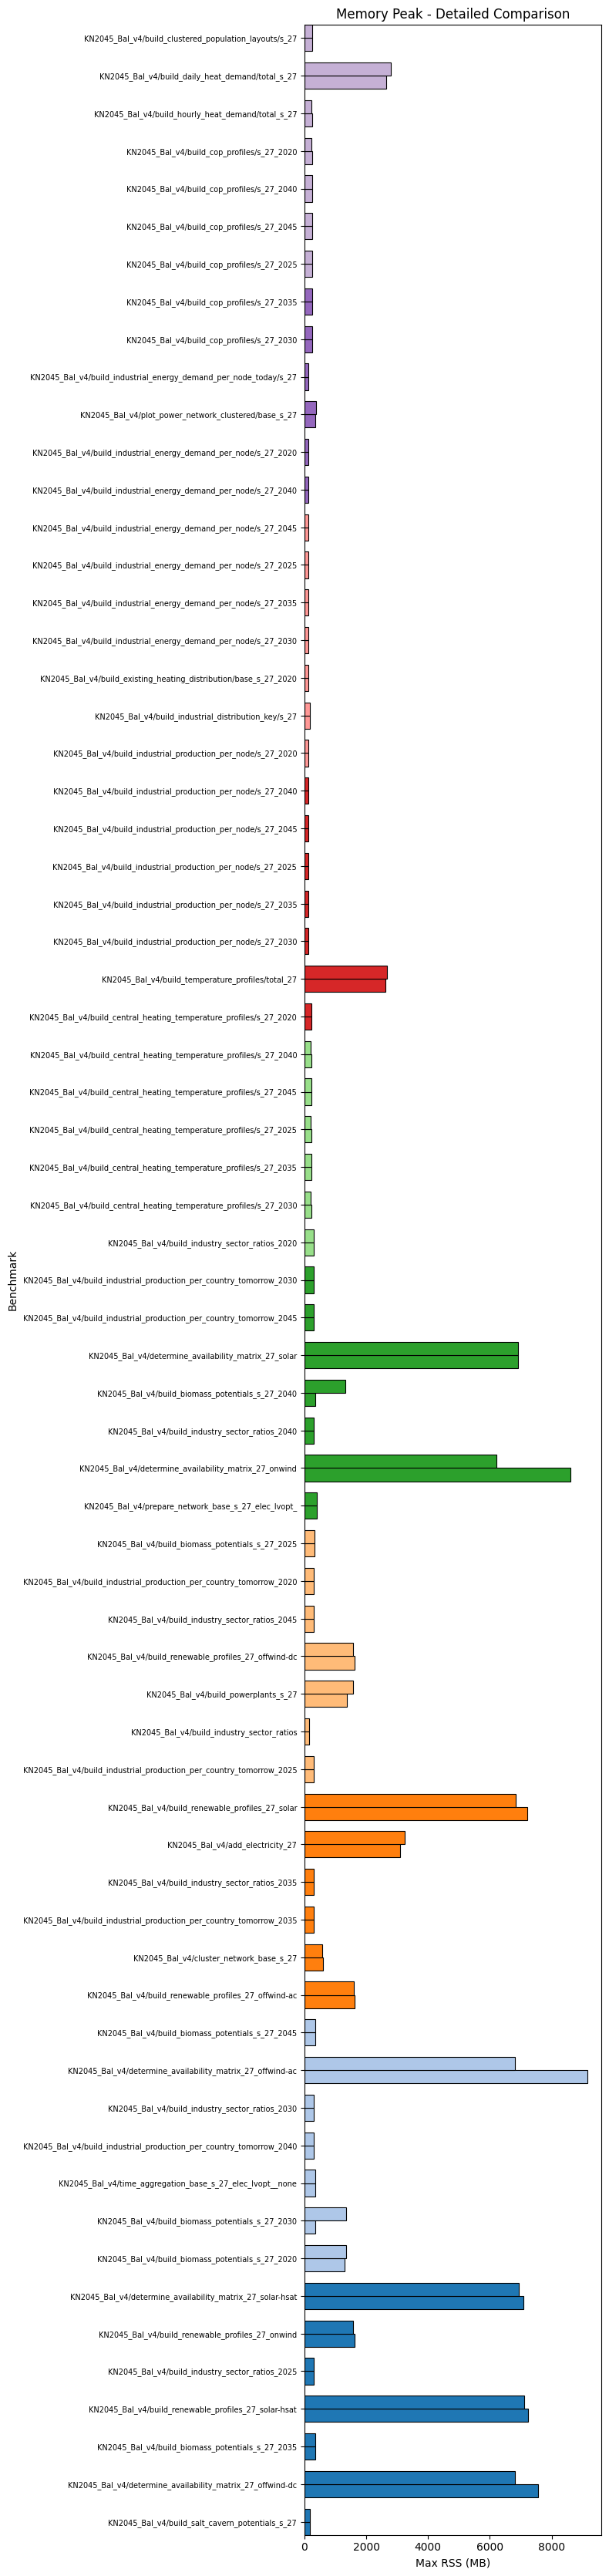 Memory Peak - Detailed Comparison
KN2045_Bal_v4/build_clustered_population_layouts/s_27
KN2045_Bal_v4/build_daily_heat_demand/total_s_27
KN2045_Bal_v4/build_hourly_heat_demand/total_s_27
KN2045_Bal_v4/build_cop_profiles/s_27_2020
KN2045_Bal_v4/build_cop_profiles/s_27_2040
KN2045_Bal_v4/build_cop_profiles/s_27_2045
KN2045_Bal_v4/build_cop_profiles/s_27_2025
KN2045_Bal_v4/build_cop_profiles/s_27_2035
KN2045_Bal_v4/build_cop_profiles/s_27_2030
KN2045_Bal_v4/build_industrial_energy_demand_per_node_today/s_27
KN2045_Bal_v4/plot_power_network_clustered/base_s_27
KN2045_Bal_v4/build_industrial_energy_demand_per_node/s_27_2020
KN2045_Bal_v4/build_industrial_energy_demand_per_node/s_27_2040
KN2045_Bal_v4/build_industrial_energy_demand_per_node/s_27_2045
KN2045_Bal_v4/build_industrial_energy_demand_per_node/s_27_2025
KN2045_Bal_v4/build_industrial_energy_demand_per_node/s_27_2035
KN2045_Bal_v4/build_industrial_energy_demand_per_node/s_27_2030
KN2045_Bal_v4/build_existing_heating_distribution/base_s_27_2020
KN2045_Bal_v4/build_industrial_distribution_key/s_27
KN2045_Bal_v4/build_industrial_production_per_node/s_27_2020
KN2045_Bal_v4/build_industrial_production_per_node/s_27_2040
KN2045_Bal_v4/build_industrial_production_per_node/s_27_2045
KN2045_Bal_v4/build_industrial_production_per_node/s_27_2025
KN2045_Bal_v4/build_industrial_production_per_node/s_27_2035
KN2045_Bal_v4/build_industrial_production_per_node/s_27_2030
KN2045_Bal_v4/build_temperature_profiles/total_27
KN2045_Bal_v4/build_central_heating_temperature_profiles/s_27_2020
KN2045_Bal_v4/build_central_heating_temperature_profiles/s_27_2040
KN2045_Bal_v4/build_central_heating_temperature_profiles/s_27_2045
KN2045_Bal_v4/build_central_heating_temperature_profiles/s_27_2025
KN2045_Bal_v4/build_central_heating_temperature_profiles/s_27_2035
KN2045_Bal_v4/build_central_heating_temperature_profiles/s_27_2030
KN2045_Bal_v4/build_industry_sector_ratios_2020
KN2045_Bal_v4/build_industrial_production_per_country_tomorrow_2030
KN2045_Bal_v4/build_industrial_production_per_country_tomorrow_2045
KN2045_Bal_v4/determine_availability_matrix_27_solar
KN2045_Bal_v4/build_biomass_potentials_s_27_2040
KN2045_Bal_v4/build_industry_sector_ratios_2040
KN2045_Bal_v4/determine_availability_matrix_27_onwind
KN2045_Bal_v4/prepare_network_base_s_27_elec_lvopt_
KN2045_Bal_v4/build_biomass_potentials_s_27_2025
KN2045_Bal_v4/build_industrial_production_per_country_tomorrow_2020
KN2045_Bal_v4/build_industry_sector_ratios_2045
KN2045_Bal_v4/build_renewable_profiles_27_offwind-dc
KN2045_Bal_v4/build_powerplants_s_27
KN2045_Bal_v4/build_industry_sector_ratios
KN2045_Bal_v4/build_industrial_production_per_country_tomorrow_2025
KN2045_Bal_v4/build_renewable_profiles_27_solar
KN2045_Bal_v4/add_electricity_27
KN2045_Bal_v4/build_industry_sector_ratios_2035
KN2045_Bal_v4/build_industrial_production_per_country_tomorrow_2035
KN2045_Bal_v4/cluster_network_base_s_27
KN2045_Bal_v4/build_renewable_profiles_27_offwind-ac
KN2045_Bal_v4/build_biomass_potentials_s_27_2045
KN2045_Bal_v4/determine_availability_matrix_27_offwind-ac
KN2045_Bal_v4/build_industry_sector_ratios_2030
KN2045_Bal_v4/build_industrial_production_per_country_tomorrow_2040
KN2045_Bal_v4/time_aggregation_base_s_27_elec_lvopt__none
KN2045_Bal_v4/build_biomass_potentials_s_27_2030
KN2045_Bal_v4/build_biomass_potentials_s_27_2020
KN2045_Bal_v4/determine_availability_matrix_27_solar-hsat
KN2045_Bal_v4/build_renewable_profiles_27_onwind
KN2045_Bal_v4/build_industry_sector_ratios_2025
KN2045_Bal_v4/build_renewable_profiles_27_solar-hsat
KN2045_Bal_v4/build_biomass_potentials_s_27_2035
KN2045_Bal_v4/determine_availability_matrix_27_offwind-dc
KN2045_Bal_v4/build_salt_cavern_potentials_s_27
Benchmark
0 2000 4000 6000 8000
Max RSS (MB)